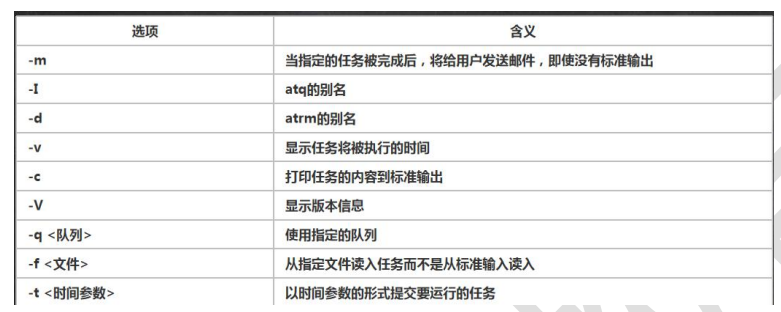 选项 含义
-m 当指定的任务被完成后，将给用户发送邮件，即使没有标准输出
-I atq的别名
-d atrm的别名
-v 显示任务将被执行的时间
-c 打印任务的内容到标准输出
-V 显示版本信息
-q <队列> 使用指定的队列
-f <文件> 从指定文件读入任务而不是从标准输入读入
-t <时间参数> 以时间参数的形式提交要运行的任务